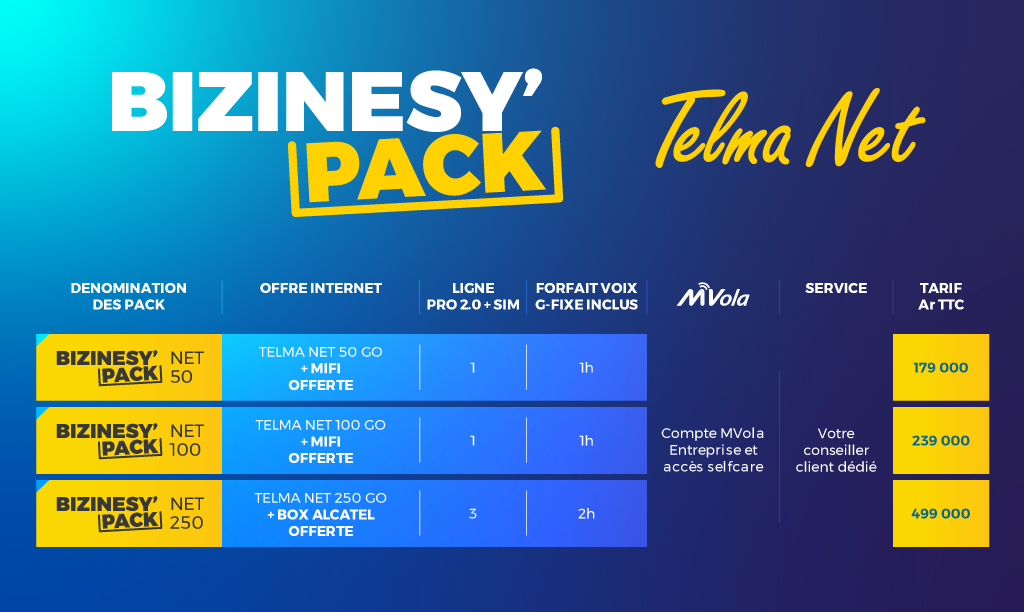 BIZINESY'
PACK
Telma Net
DENOMINATION
DES PACK
OFFRE INTERNET
LIGNE
PRO 2.0 + SIM
FORFAIT VOIX
G-FIXE INCLUS
MVola
SERVICE
TARIF
Ar TTC
BIZINESY'
PACK
NET
50
TELMA NET 50 GO
+ MIFI
OFFERTE
1
1h
179 000
BIZINESY'
PACK
NET
100
TELMA NET 100 GO
+ MIFI
OFFERTE
1
1h
Compte MVola
Entreprise et
accès selfcare
Votre
conseiller
client dédié
239 000
BIZINESY'
PACK
NET
250
TELMA NET 250 GO
+ BOX ALCATEL
OFFERTE
3
2h
499 000